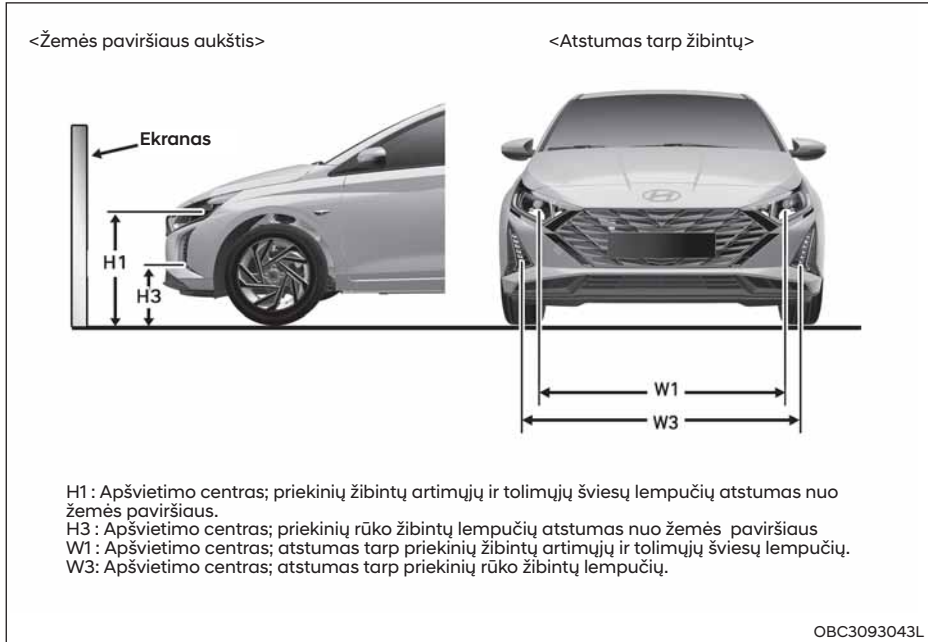 <Žemės paviršiaus aukštis>
<Atstumas tarp žibintų>
Ekranas
H1
H3
W1
W3
H1 : Apšvietimo centras; priekinių žibintų artimųjų ir tolimųjų šviesų lempučių atstumas nuo
žemės paviršiaus.
H3 : Apšvietimo centras; priekinių rūko žibintų lempučių atstumas nuo žemės paviršiaus
W1 : Apšvietimo centras; atstumas tarp priekinių žibintų artimųjų ir tolimųjų šviesų lempučių.
W3: Apšvietimo centras; atstumas tarp priekinių rūko žibintų lempučių.
OBC3093043L